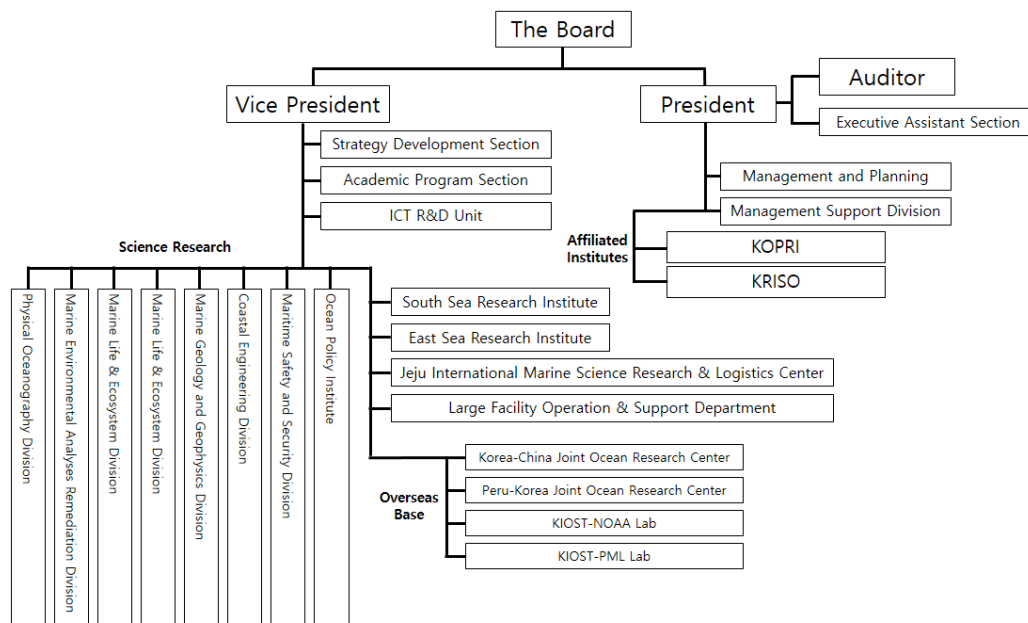 The Board
Vice President
President
Auditor
Executive Assistant Section
Strategy Development Section
Academic Program Section
ICT R&D Unit
Management and Planning
Management Support Division
Affiliated
Institutes
KOPRI
KRISO
Science Research
Physical Oceanography Division
Marine Environmental Analyses Remediation Division
Marine Life & Ecosystem Division
Marine Life & Ecosystem Division
Marine Geology and Geophysics Division
Coastal Engineering Division
Maritime Safety and Security Division
Ocean Policy Institute
South Sea Research Institute
East Sea Research Institute
Jeju International Marine Science Research & Logistics Center
Large Facility Operation & Support Department
Overseas
Base
Korea-China Joint Ocean Research Center
Peru-Korea Joint Ocean Research Center
KIOST-NOAA Lab
KIOST-PML Lab